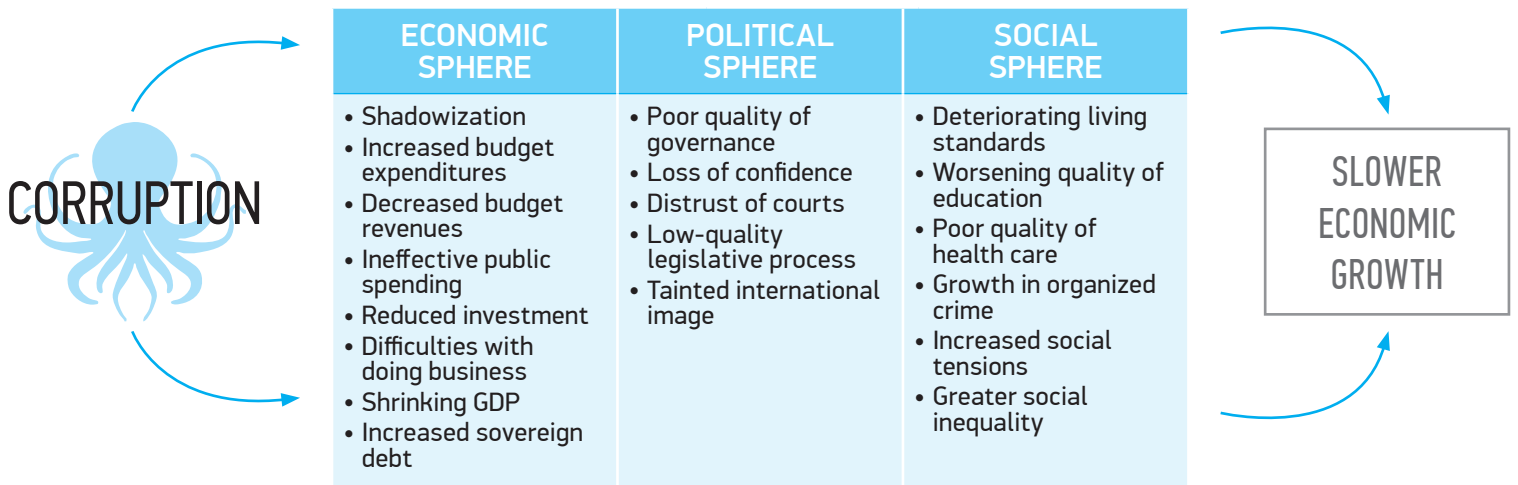 CORRUPTION
ECONOMIC
SPHERE
• Shadowization
• Increased budget
expenditures
• Decreased budget
revenues
• Ineffective public
spending
• Reduced investment
• Difficulties with
doing business
• Shrinking GDP
• Increased sovereign
debt
POLITICAL
SPHERE
• Poor quality of
governance
• Loss of confidence
• Distrust of courts
• Low-quality
legislative process
• Tainted international
image
SOCIAL
SPHERE
• Deteriorating living
standards
• Worsening quality of
education
• Poor quality of
health care
• Growth in organized
crime
• Increased social
tensions
• Greater social
inequality
SLOWER
ECONOMIC
GROWTH